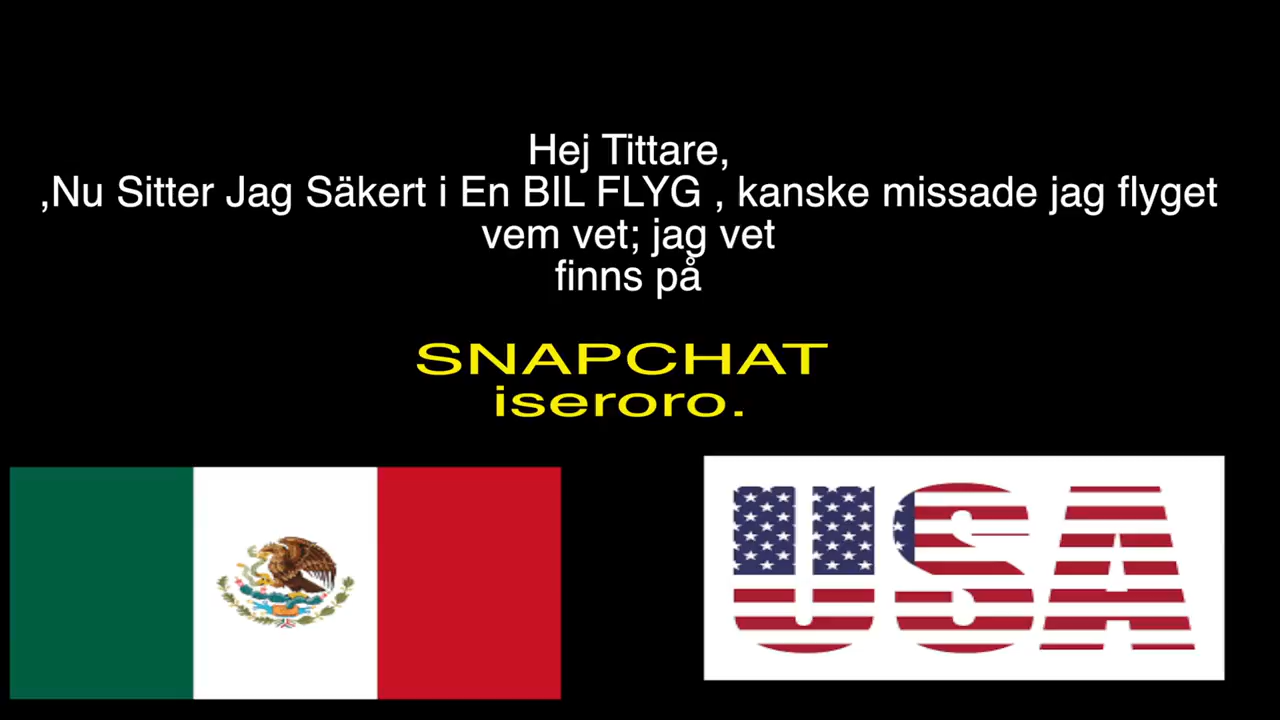 Hej Tittare,
,Nu Sitter Jag Säkert i En BIL FLYG , kanske missade jag flyget
vem vet; jag vet
finns på
SNAPCHAT
iseroro.
USA